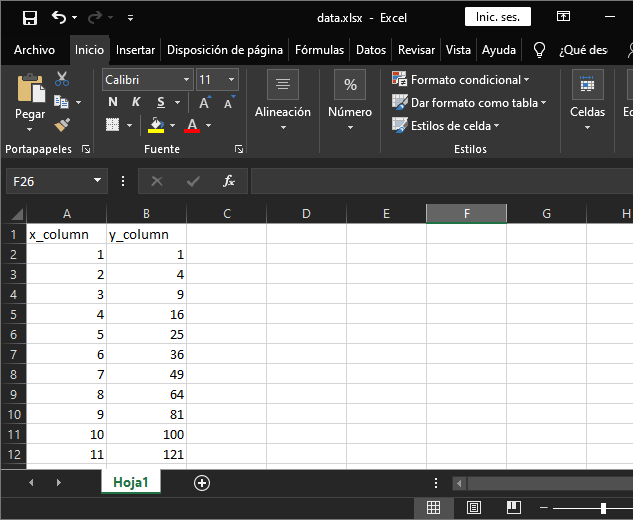 data.xlsx - Excel
Inic. ses.
Archivo Inicio Insertar Disposición de página Fórmulas Datos Revisar Vista Ayuda ¿Qué des
Calibri 11
Pegar
N K S A A
A
Alineación
%
Número
Formato condicional
Dar formato como tabla
Estilos de celda
Celdas
Portapapeles Fuente Estilos
F26 fx
A B C D E F G H
1 x_column y_column
2 1 1
3 2 4
4 3 9
5 4 16
6 5 25
7 6 36
8 7 49
9 8 64
10 9 81
11 10 100
12 11 121
Hoja1